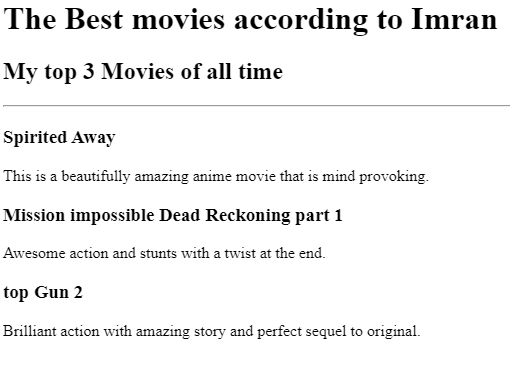 The Best movies according to Imran
My top 3 Movies of all time
Spirited Away
This is a beautifully amazing anime movie that is mind provoking.
Mission impossible Dead Reckoning part 1
Awesome action and stunts with a twist at the end.
top Gun 2
Brilliant action with amazing story and perfect sequel to original.